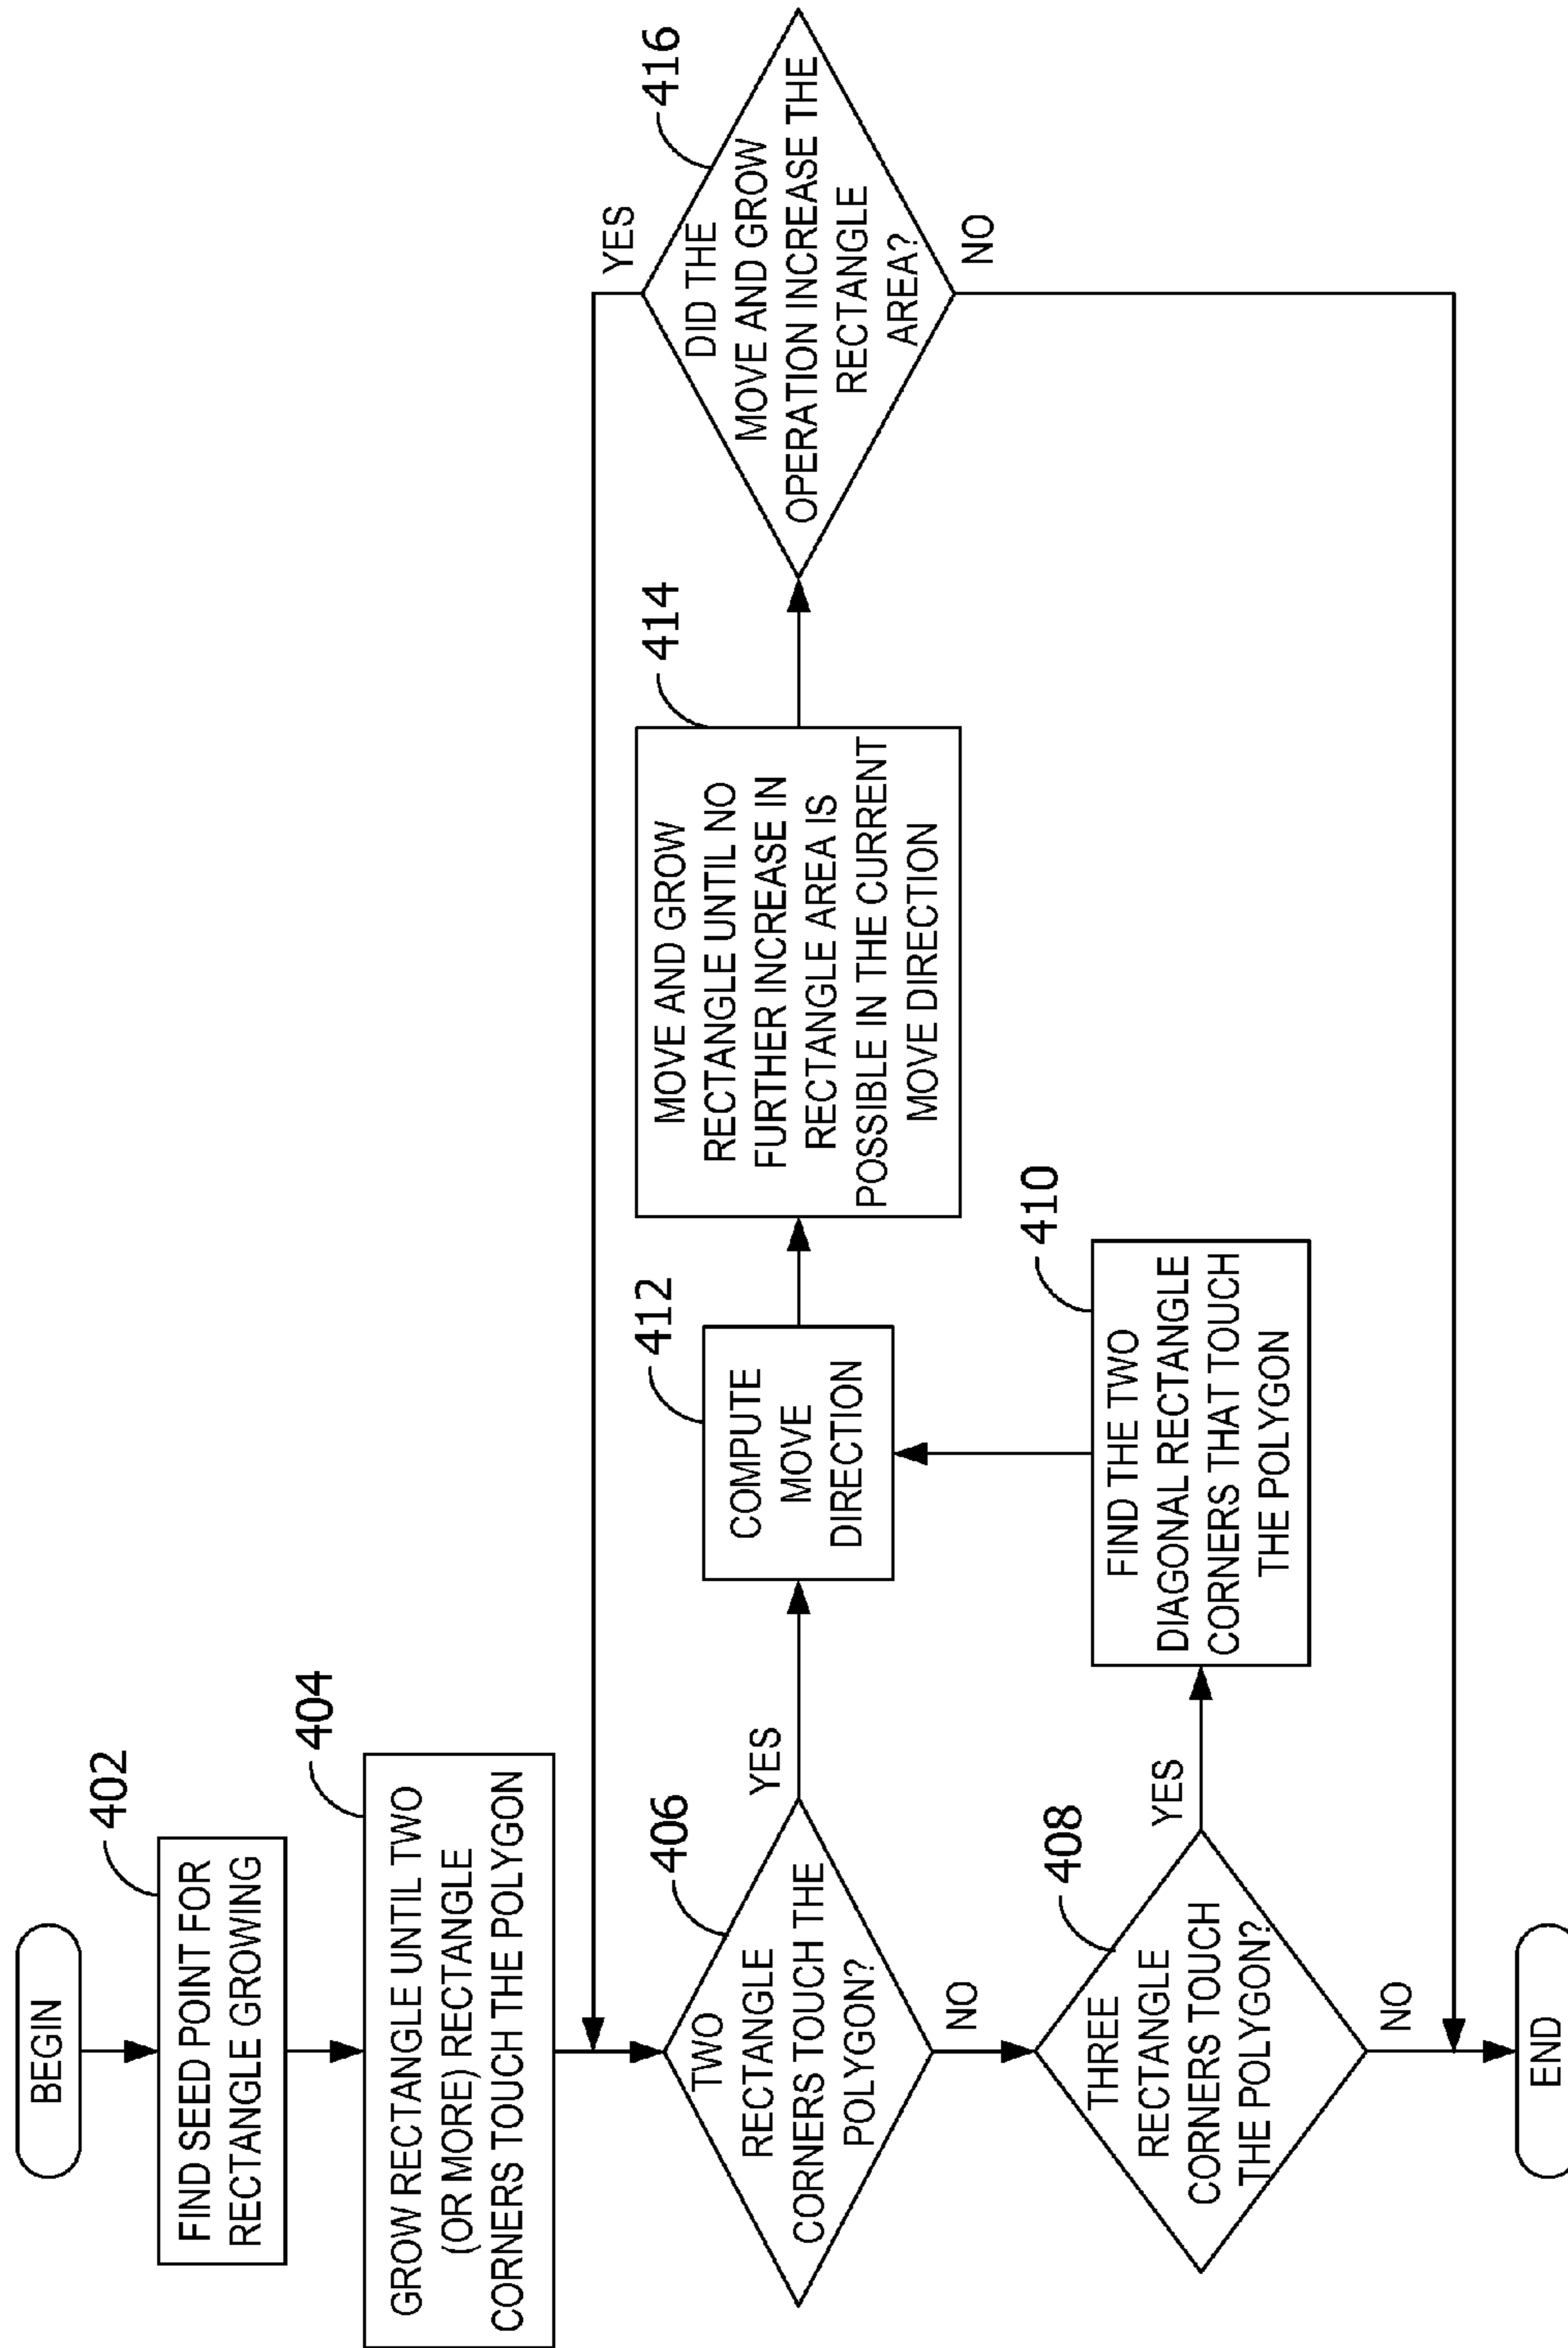 BEGIN
402
FIND SEED POINT FOR
RECTANGLE GROWING
404
GROW RECTANGLE UNTIL TWO
(OR MORE) RECTANGLE
CORNERS TOUCH THE POLYGON
406
TWO
RECTANGLE
CORNERS TOUCH THE
POLYGON?
YES
NO
408
THREE
RECTANGLE
CORNERS TOUCH
THE POLYGON?
YES
NO
410
FIND THE TWO
DIAGONAL RECTANGLE
CORNERS THAT TOUCH
THE POLYGON
412
COMPUTE
MOVE
DIRECTION
414
MOVE AND GROW
RECTANGLE UNTIL NO
FURTHER INCREASE IN
RECTANGLE AREA IS
POSSIBLE IN THE CURRENT
MOVE DIRECTION
416
DID THE
MOVE AND GROW
OPERATION INCREASE THE
RECTANGLE
AREA?
YES
NO
END